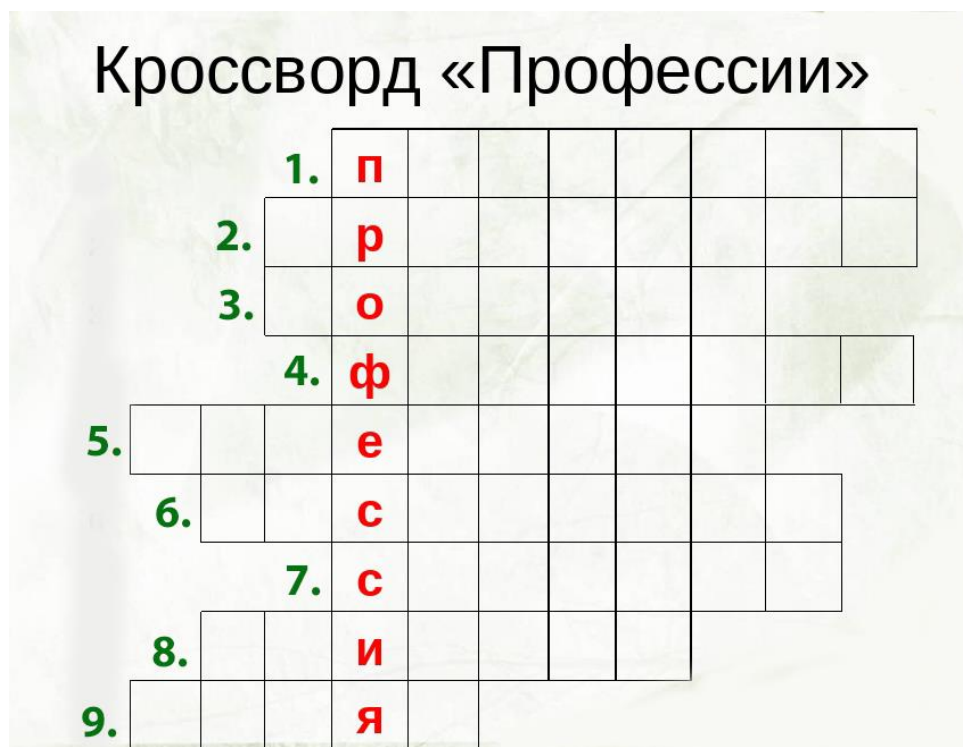 Кроссворд «Профессии»
1. п
2. р
3. о
4. ф
5. е
6. с
7. с
8. и
9. я